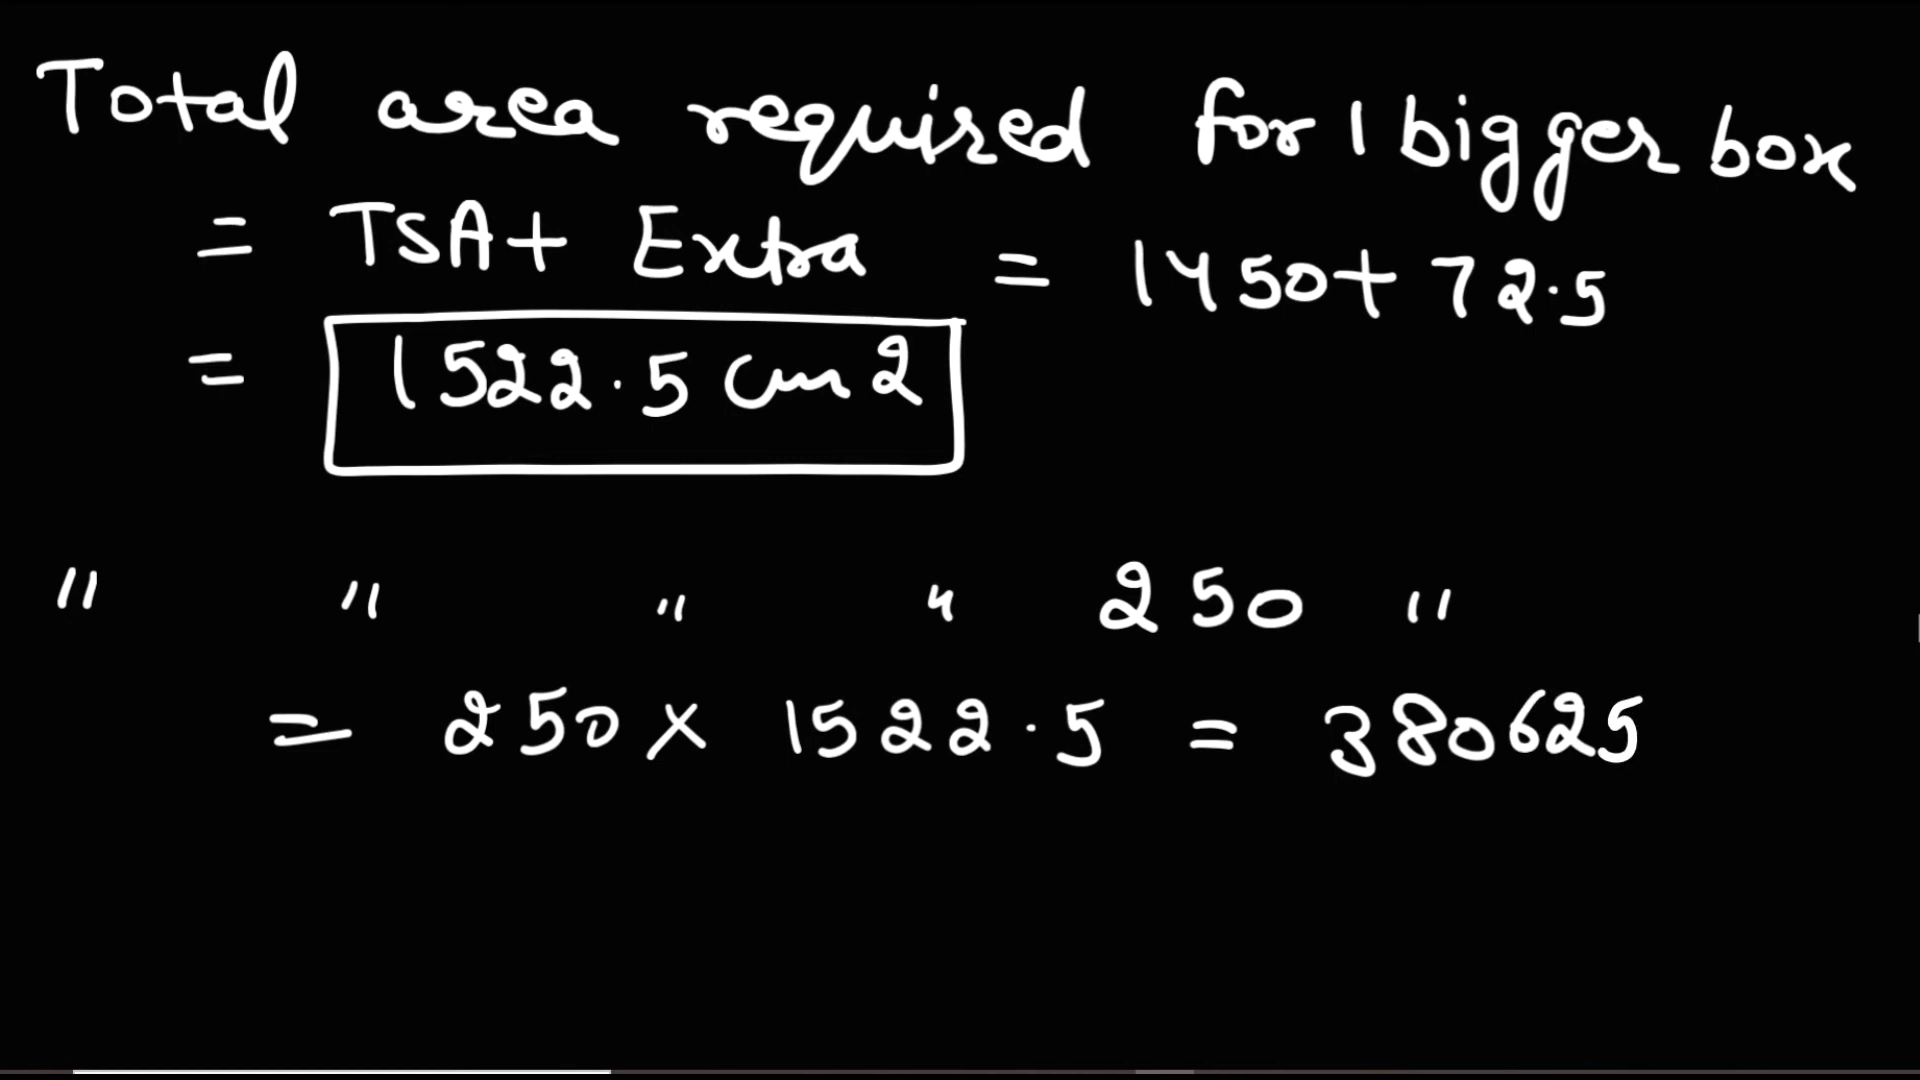 Total area required for 1 bigger box
= TSA + Extra = 1450 + 72.5
= 1522.5 cm2
" " " " 250 "
= 250 × 1522.5 = 380625